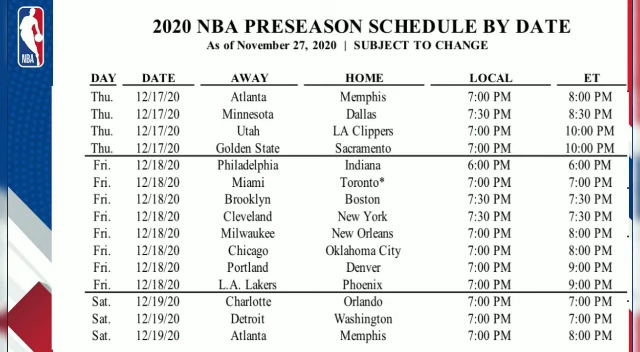 NBA
2020 NBA PRESEASON SCHEDULE BY DATE
As of November 27, 2020 | SUBJECT TO CHANGE
DAY DATE AWAY HOME LOCAL ET
Thu. 12/17/20 Atlanta Memphis 7:00 PM 8:00 PM
Thu. 12/17/20 Minnesota Dallas 7:30 PM 8:30 PM
Thu. 12/17/20 Utah LA Clippers 7:00 PM 10:00 PM
Thu. 12/17/20 Golden State Sacramento 7:00 PM 10:00 PM
Fri. 12/18/20 Philadelphia Indiana 6:00 PM 6:00 PM
Fri. 12/18/20 Miami Toronto* 7:00 PM 7:00 PM
Fri. 12/18/20 Brooklyn Boston 7:30 PM 7:30 PM
Fri. 12/18/20 Cleveland New York 7:30 PM 7:30 PM
Fri. 12/18/20 Milwaukee New Orleans 7:00 PM 8:00 PM
Fri. 12/18/20 Chicago Oklahoma City 7:00 PM 8:00 PM
Fri. 12/18/20 Portland Denver 7:00 PM 9:00 PM
Fri. 12/18/20 L.A. Lakers Phoenix 7:00 PM 9:00 PM
Sat. 12/19/20 Charlotte Orlando 7:00 PM 7:00 PM
Sat. 12/19/20 Detroit Washington 7:00 PM 7:00 PM
Sat. 12/19/20 Atlanta Memphis 7:00 PM 8:00 PM